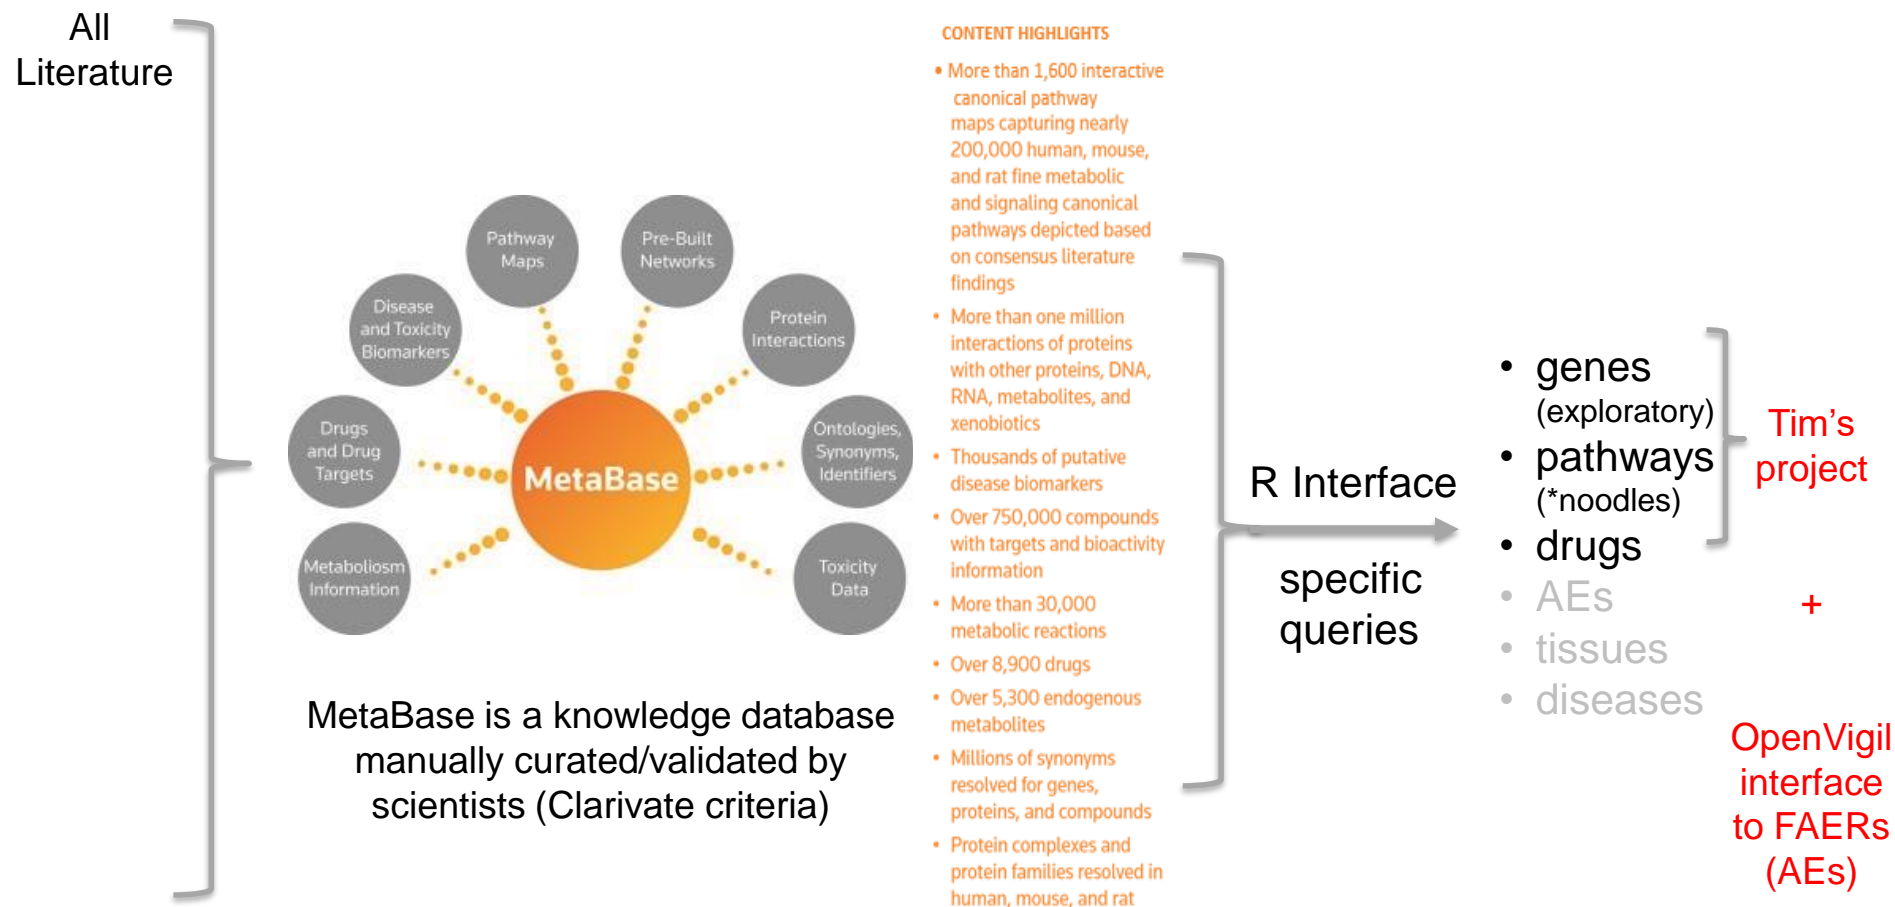 All
Literature
Pathway
Maps
Pre-Built
Networks
Disease
and Toxicity
Biomarkers
Protein
Interactions
Drugs
and Drug
Targets
Ontologies,
Synonyms,
Identifiers
MetaBase
Metaboliosm
Information
Toxicity
Data
MetaBase is a knowledge database
manually curated/validated by
scientists (Clarivate criteria)
CONTENT HIGHLIGHTS
• More than 1,600 interactive
canonical pathway
maps capturing nearly
200,000 human, mouse,
and rat fine metabolic
and signaling canonical
pathways depicted based
on consensus literature
findings
• More than one million
interactions of proteins
with other proteins, DNA,
RNA, metabolites, and
xenobiotics
• Thousands of putative
disease biomarkers
• Over 750,000 compounds
with targets and bioactivity
information
• More than 30,000
metabolic reactions
• Over 8,900 drugs
• Over 5,300 endogenous
metabolites
• Millions of synonyms
resolved for genes,
proteins, and compounds
• Protein complexes and
protein families resolved in
human, mouse, and rat
R Interface
specific
queries
• genes
(exploratory)
• pathways
(*noodles)
• drugs
• AEs
• tissues
• diseases
Tim's
project
+
OpenVigil
interface
to FAERs
(AEs)